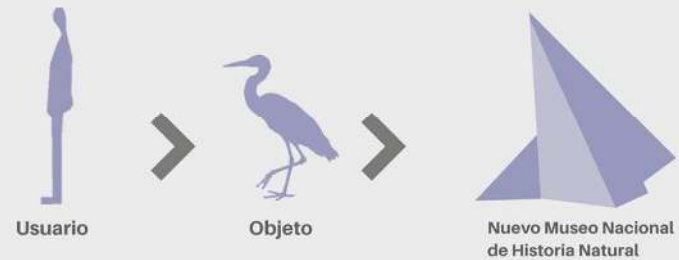 Usuario
Objeto
Nuevo Museo Nacional
de Historia Natural